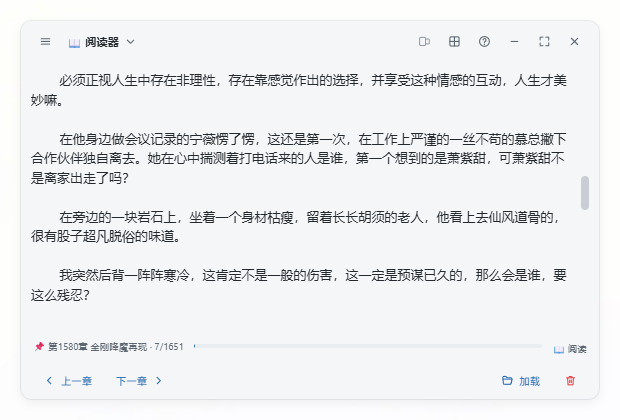 阅读器
必须正视人生中存在非理性，存在靠感觉作出的选择，并享受这种情感的互动，人生才美
妙嘛。
在他身边做会议记录的宁薇愣了愣，这还是第一次，在工作上严谨的一丝不苟的慕总撇下
合作伙伴独自离去。她在心中揣测着打电话来的人是谁，第一个想到的是萧紫甜，可萧紫甜不
是离家出走了吗？
在旁边的一块岩石上，坐着一个身材枯瘦，留着长长胡须的老人，他看上去仙风道骨的，
很有股子超凡脱俗的味道。
我突然后背一阵阵寒冷，这肯定不是一般的伤害，这一定是预谋已久的，那么会是谁，要
这么残忍？
第1580章 金刚降魔再现 · 7/1651
阅读
上一章 下一章 加载